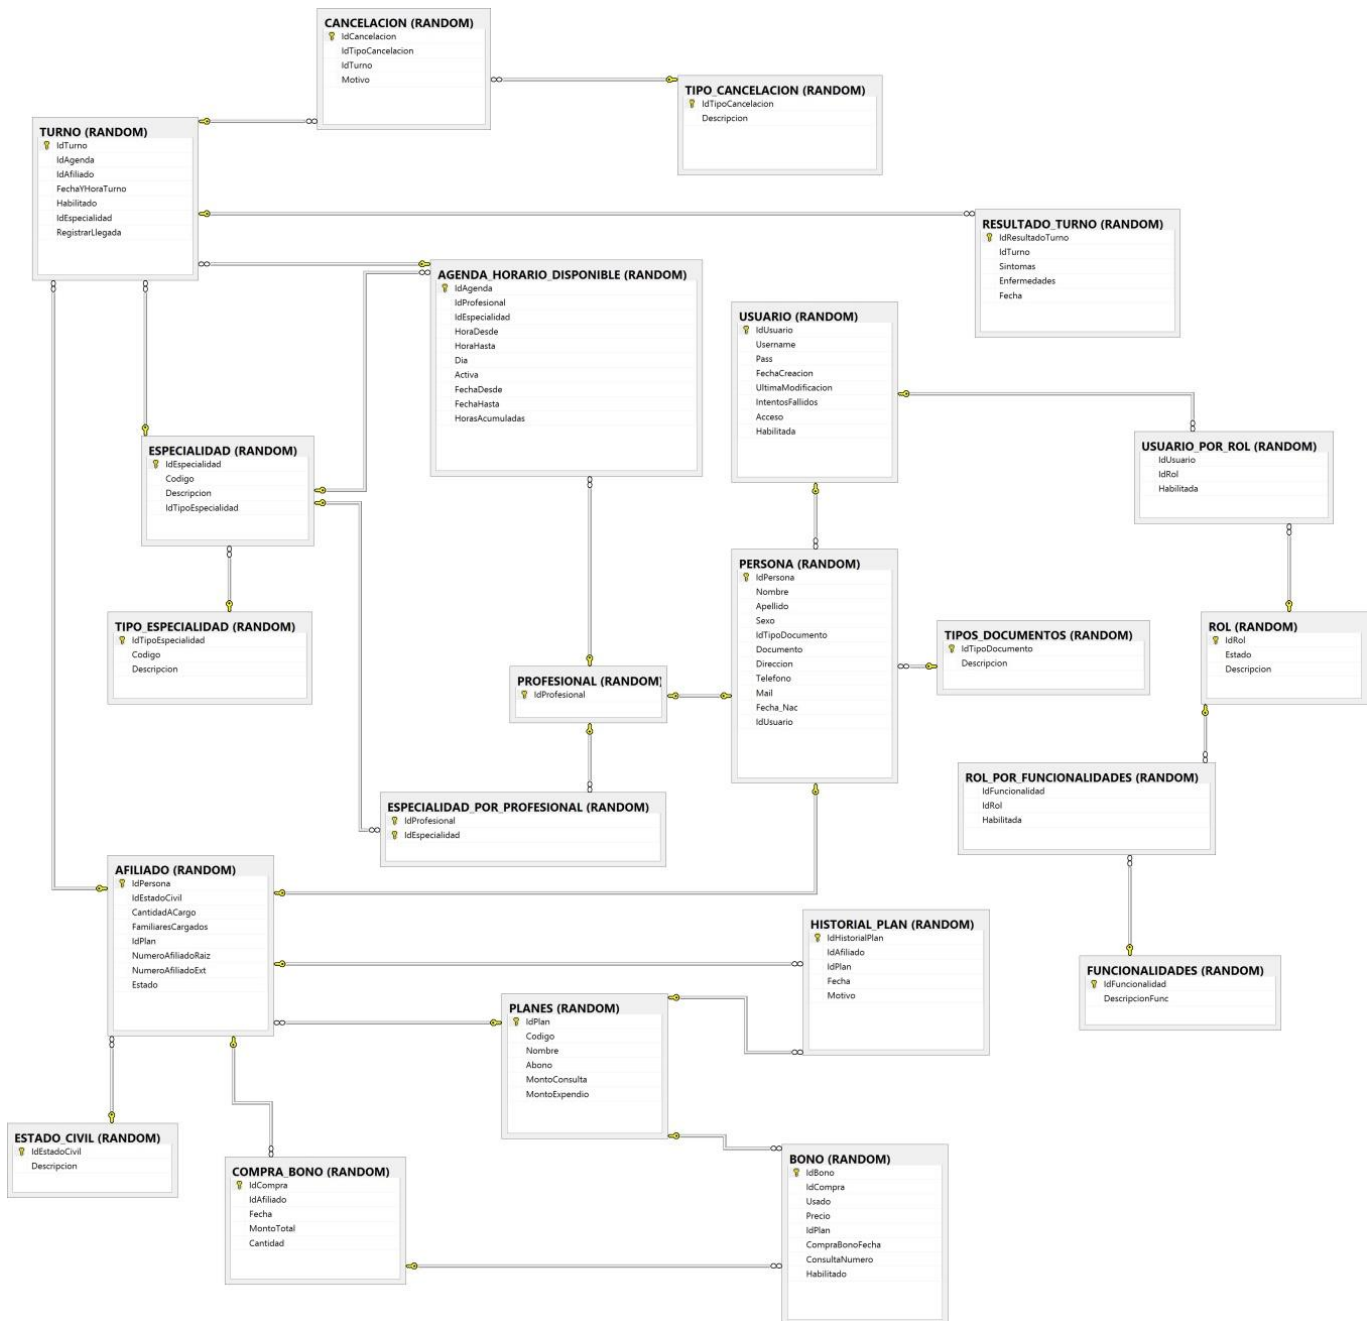 CANCELACION (RANDOM)
IdCancelacion
IdTipoCancelacion
IdTurno
Motivo
TIPO_CANCELACION (RANDOM)
IdTipoCancelacion
Descripcion
TURNO (RANDOM)
IdTurno
IdAgenda
IdAfiliado
FechaYHoraTurno
Habilitado
IdEspecialidad
RegistrarLlegada
RESULTADO_TURNO (RANDOM)
IdResultadoTurno
IdTurno
Sintomas
Enfermedades
Fecha
AGENDA_HORARIO_DISPONIBLE (RANDOM)
IdAgenda
IdProfesional
IdEspecialidad
HoraDesde
HoraHasta
Dia
Activa
FechaDesde
FechaHasta
HorasAcumuladas
USUARIO (RANDOM)
IdUsuario
Username
Pass
FechaCreacion
UltimaModificacion
IntentosFallidos
Acceso
Habilitada
USUARIO_POR_ROL (RANDOM)
IdUsuario
IdRol
Habilitada
ESPECIALIDAD (RANDOM)
IdEspecialidad
Codigo
Descripcion
IdTipoEspecialidad
PERSONA (RANDOM)
IdPersona
Nombre
Apellido
Sexo
IdTipoDocumento
Documento
Direccion
Telefono
Mail
Fecha_Nac
IdUsuario
TIPO_ESPECIALIDAD (RANDOM)
IdTipoEspecialidad
Codigo
Descripcion
TIPOS_DOCUMENTOS (RANDOM)
IdTipoDocumento
Descripcion
ROL (RANDOM)
IdRol
Estado
Descripcion
PROFESIONAL (RANDOM)
IdProfesional
ROL_POR_FUNCIONALIDADES (RANDOM)
IdFuncionalidad
IdRol
Habilitada
ESPECIALIDAD_POR_PROFESIONAL (RANDOM)
IdProfesional
IdEspecialidad
AFILIADO (RANDOM)
IdPersona
IdEstadoCivil
CantidadACargo
FamiliaresCargados
IdPlan
NumeroAfiliadoRaiz
NumeroAfiliadoExt
Estado
HISTORIAL_PLAN (RANDOM)
IdHistorialPlan
IdAfiliado
IdPlan
Fecha
Motivo
FUNCIONALIDADES (RANDOM)
IdFuncionalidad
DescripcionFunc
PLANES (RANDOM)
IdPlan
Codigo
Nombre
Abono
MontoConsulta
MontoExpendio
ESTADO_CIVIL (RANDOM)
IdEstadoCivil
Descripcion
COMPRA_BONO (RANDOM)
IdCompra
IdAfiliado
Fecha
MontoTotal
Cantidad
BONO (RANDOM)
IdBono
IdCompra
Usado
Precio
IdPlan
CompraBonoFecha
ConsultaNumero
Habilitado